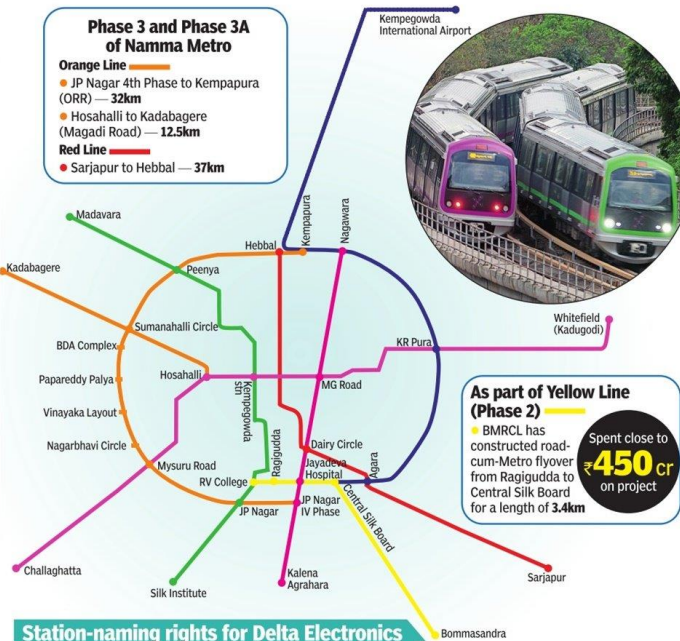 Phase 3 and Phase 3A
of Namma Metro
Orange Line
JP Nagar 4th Phase to Kempapura
(ORR) — 32km
Hosahalli to Kadabagere
(Magadi Road) — 12.5km
Red Line
Sarjapur to Hebbal — 37km
Kempegowda
International Airport
Madavara
Hebbal
Kempapura
Nagawara
Kadabagere
Peenya
Sumanahalli Circle
BDA Complex
Papareddy Palya
Vinayaka Layout
Nagarbhavi Circle
Mysuru Road
Hosahalli
Kempegowda
stn
MG Road
KR Pura
Whitefield
(Kadugodi)
Ragigudda
Dairy Circle
Jayadeva
Hospital
Agara
RV College
Central Silk Board
JP Nagar
JP Nagar
IV Phase
Challaghatta
Silk Institute
Kalena
Agrahara
Sarjapur
Bommasandra
As part of Yellow Line
(Phase 2)
BMRCL has
constructed road-
cum-Metro flyover
from Ragigudda to
Central Silk Board
for a length of 3.4km
Spent close to
₹450 cr
on project
Station-naming rights for Delta Electronics